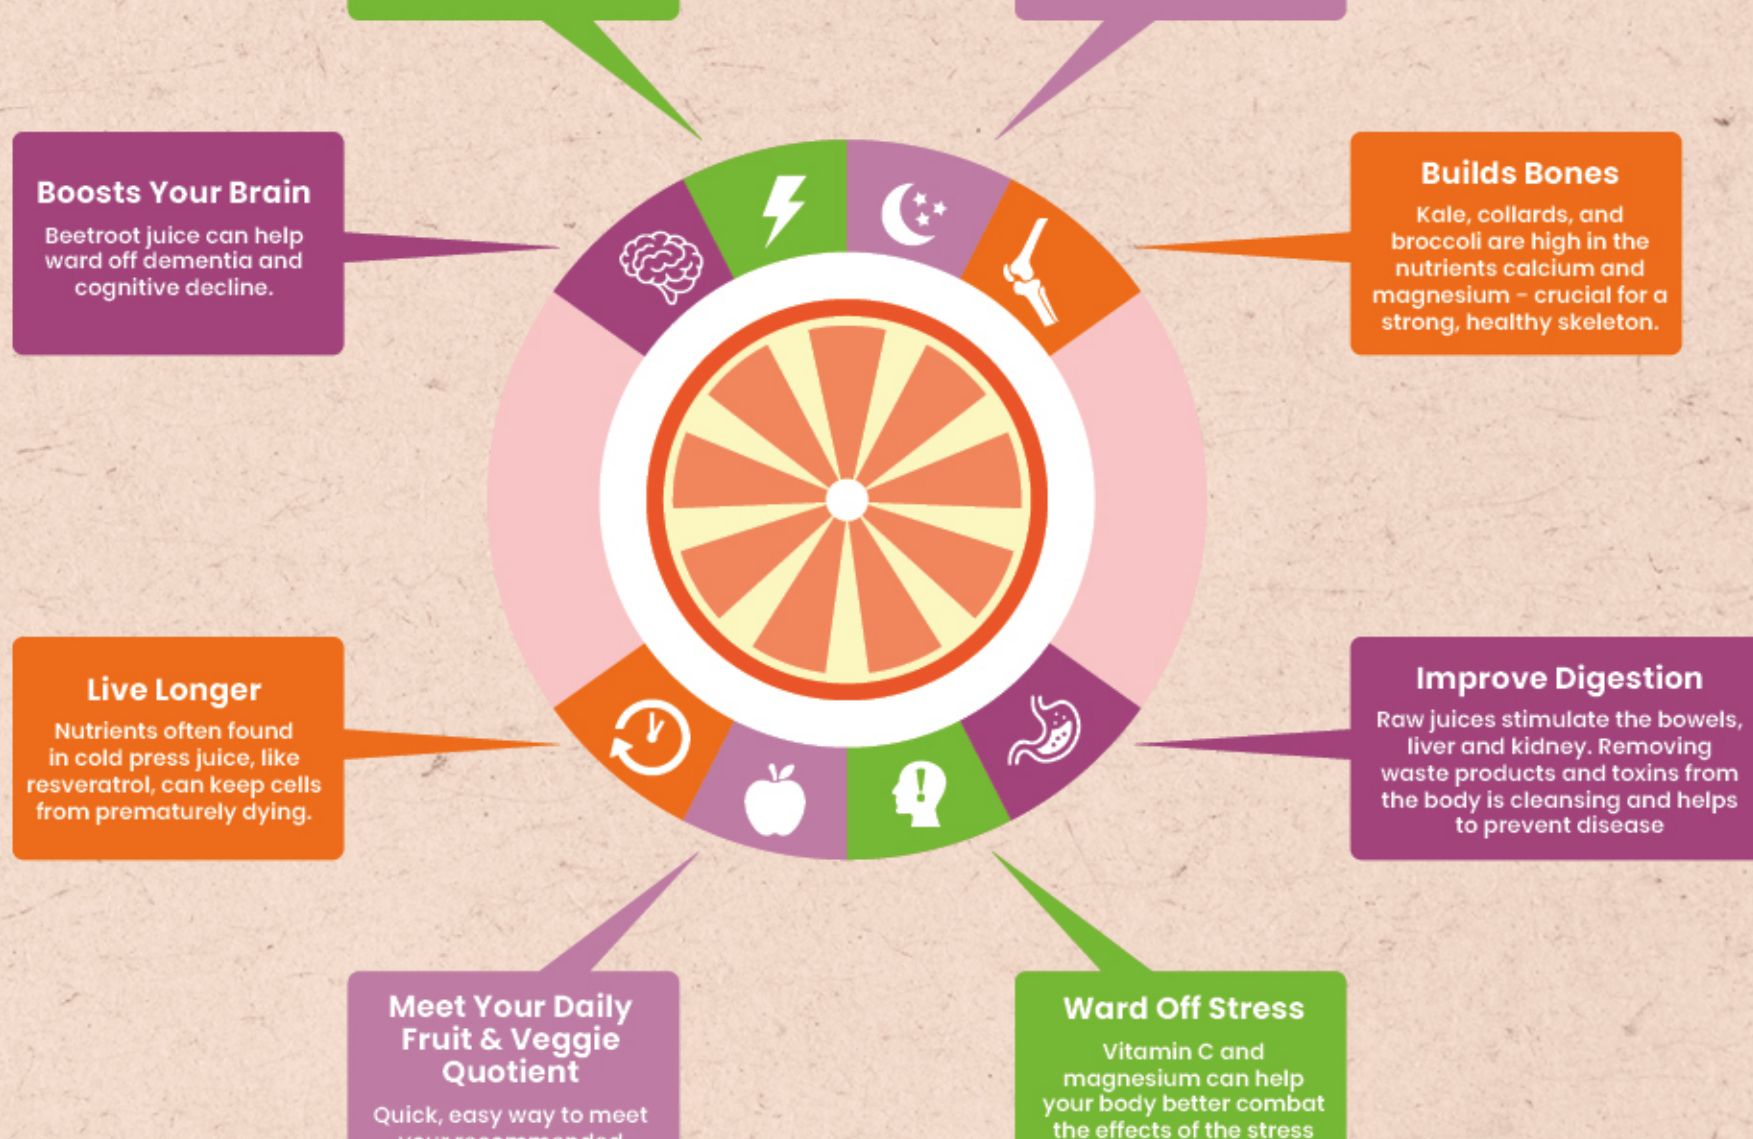 Boosts Your Brain
Beetroot juice can help
ward off dementia and
cognitive decline.
Builds Bones
Kale, collards, and
broccoli are high in the
nutrients calcium and
magnesium - crucial for a
strong, healthy skeleton.
Live Longer
Nutrients often found
in cold press juice, like
resveratrol, can keep cells
from prematurely dying.
Improve Digestion
Raw juices stimulate the bowels,
liver and kidney. Removing
waste products and toxins from
the body is cleansing and helps
to prevent disease
Meet Your Daily
Fruit & Veggie
Quotient
Quick, easy way to meet
your recommended
Ward Off Stress
Vitamin C and
magnesium can help
your body better combat
the effects of the stress